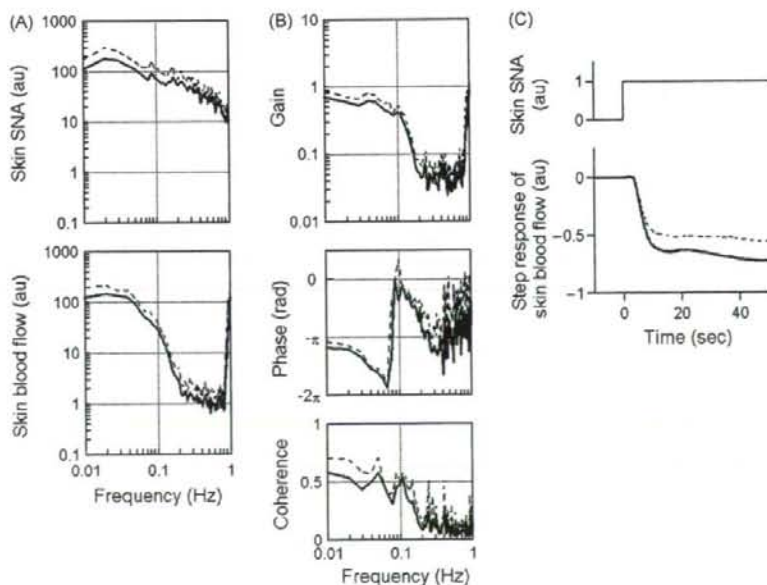 (A)
1000
100
10
1
0.1
Skin SNA (au)
1000
100
10
1
0.1
Skin blood flow (au)
0.01
0.1
1
Frequency (Hz)
(B)
10
1
0.1
0.01
Gain
0
-π
-2π
Phase (rad)
1
0.5
0
Coherence
0.01
0.1
1
Frequency (Hz)
(C)
Skin SNA
(au)
1
0
Step response of
skin blood flow (au)
0
-0.5
-1
0
20
40
Time (sec)